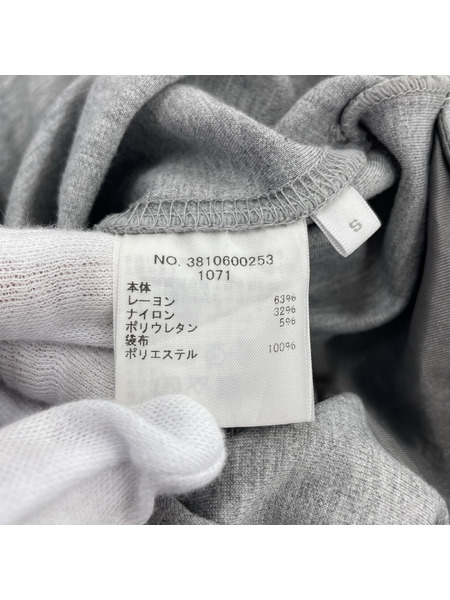 NO. 3810600253
1071
本体
レーヨン 63%
ナイロン 32%
ポリウレタン 5%
袋布
ポリエステル 100%
S